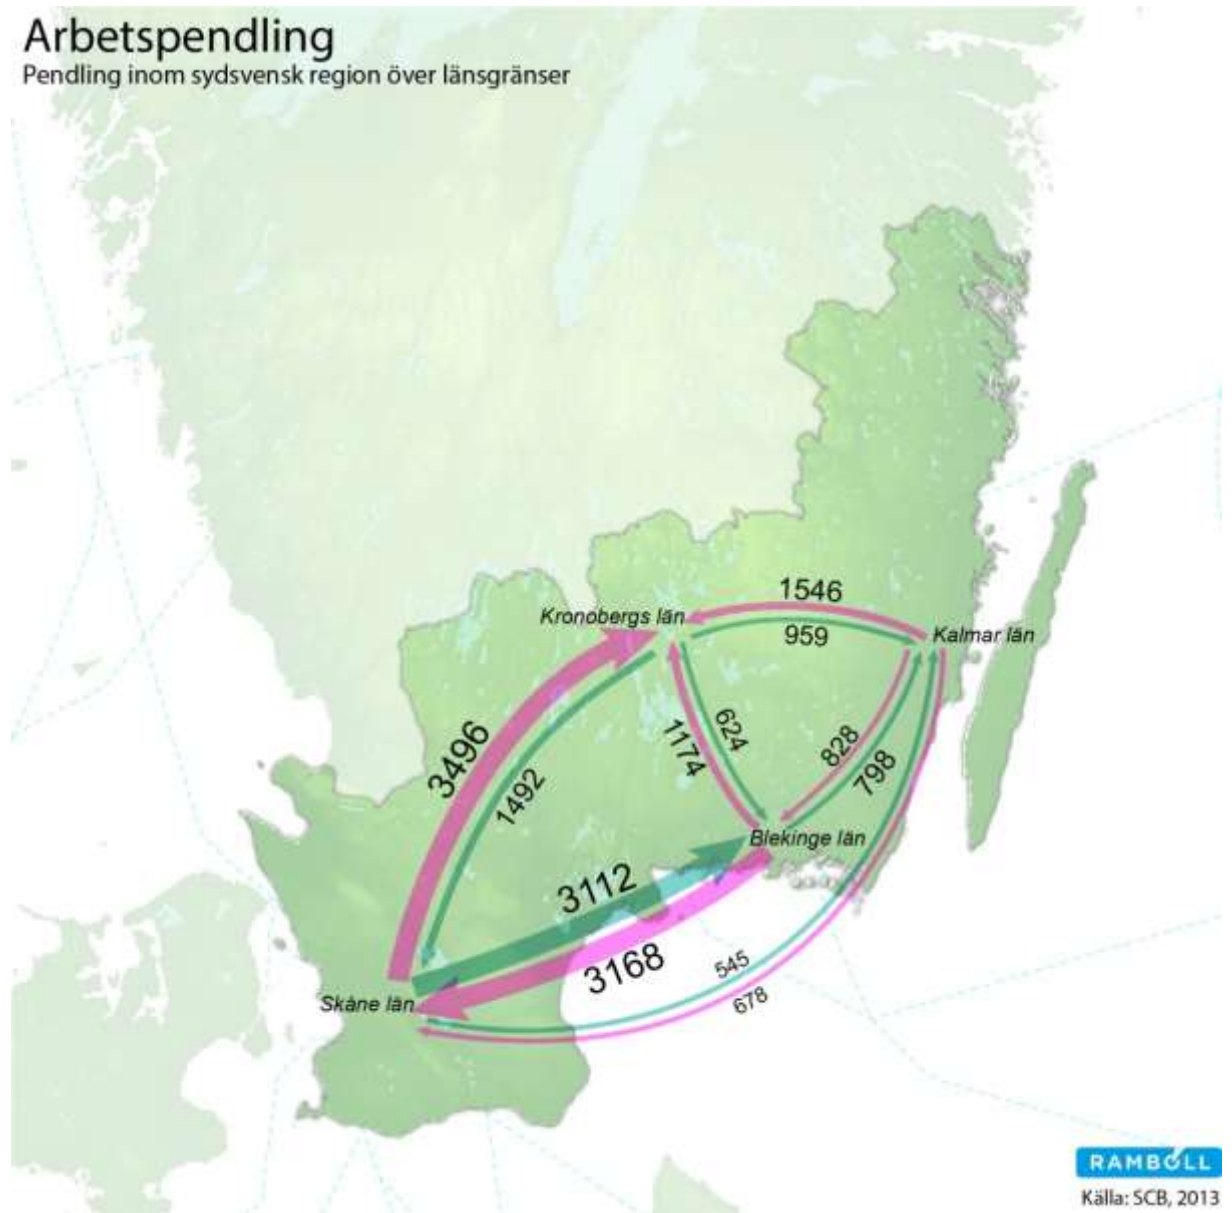 Arbetspendling
Pendling inom sydsvensk region över länsgränser
1546
Kronobergs län
959
Kalmar län
3496
1492
1174
624
828
798
Blekinge län
3112
3168
545
678
Skåne län
RAMBOLL
Källa: SCB, 2013